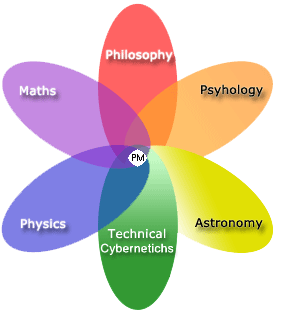 Philosophy
Maths
Psyhology
PM
Physics
Astronomy
Technical
Cybernetichs